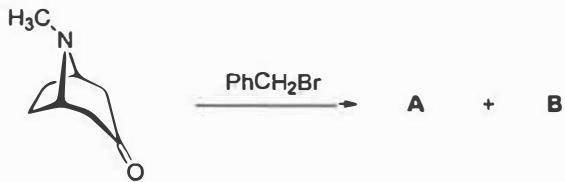 H₃C
N
PhCH₂Br
A + B
O